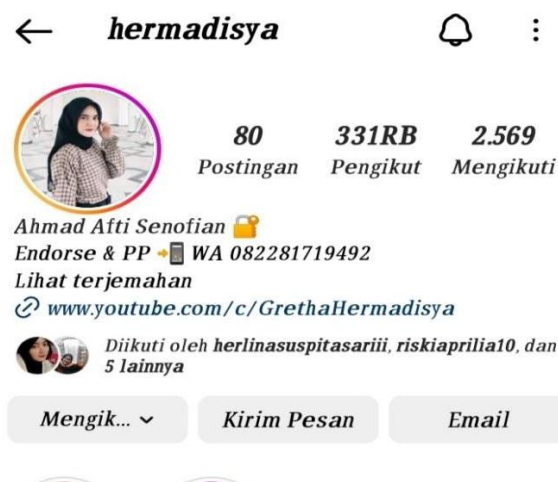 hermadisya
80 331RB 2.569
Postingan Pengikut Mengikuti
Ahmad Afti Senofian
Endorse & PP WA 082281719492
Lihat terjemahan
www.youtube.com/c/GrethaHermadisya
Diikuti oleh herlinasuspitasariii, riskiaprilia10, dan
5 lainnya
Mengik... Kirim Pesan Email